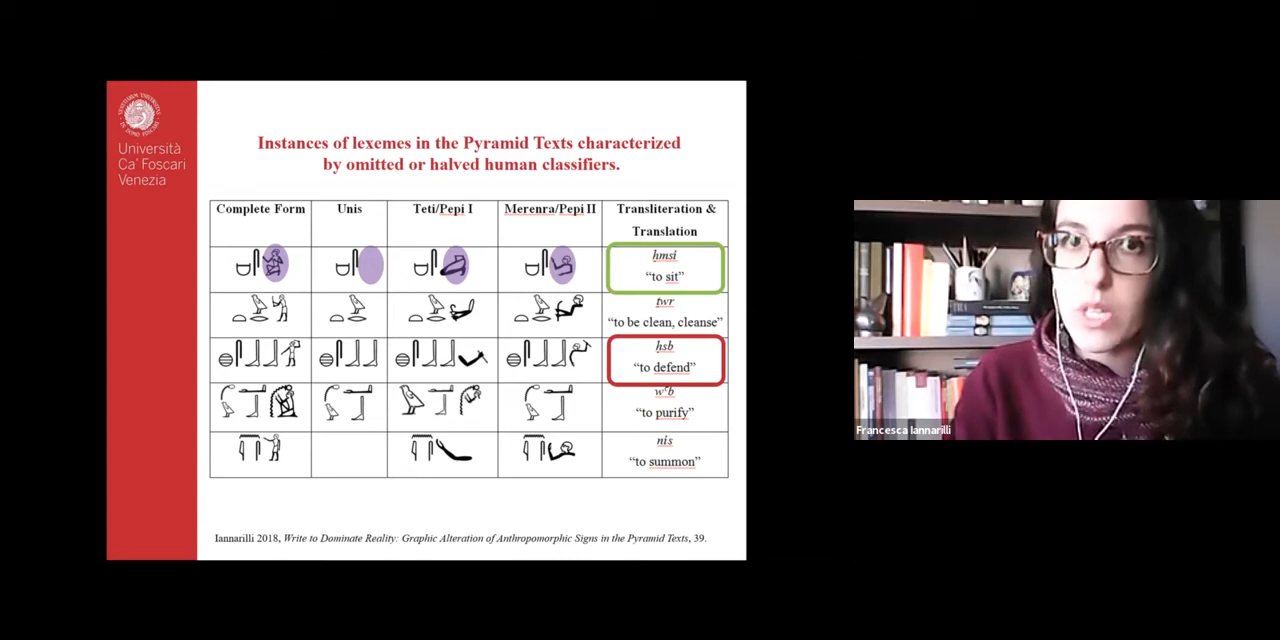 Università
Ca' Foscari
Venezia
Instances of lexemes in the Pyramid Texts characterized
by omitted or halved human classifiers.
Complete Form Unis Teti/Pepi I Merenra/Pepi II Transliteration &
Translation
hmsi
“to sit”
twr
“to be clean, cleanse”
hsb
“to defend”
wꜥb
“to purify”
nis
“to summon”
Iannarilli 2018, Write to Dominate Reality: Graphic Alteration of Anthropomorphic Signs in the Pyramid Texts, 39.
Francesca Iannarilli